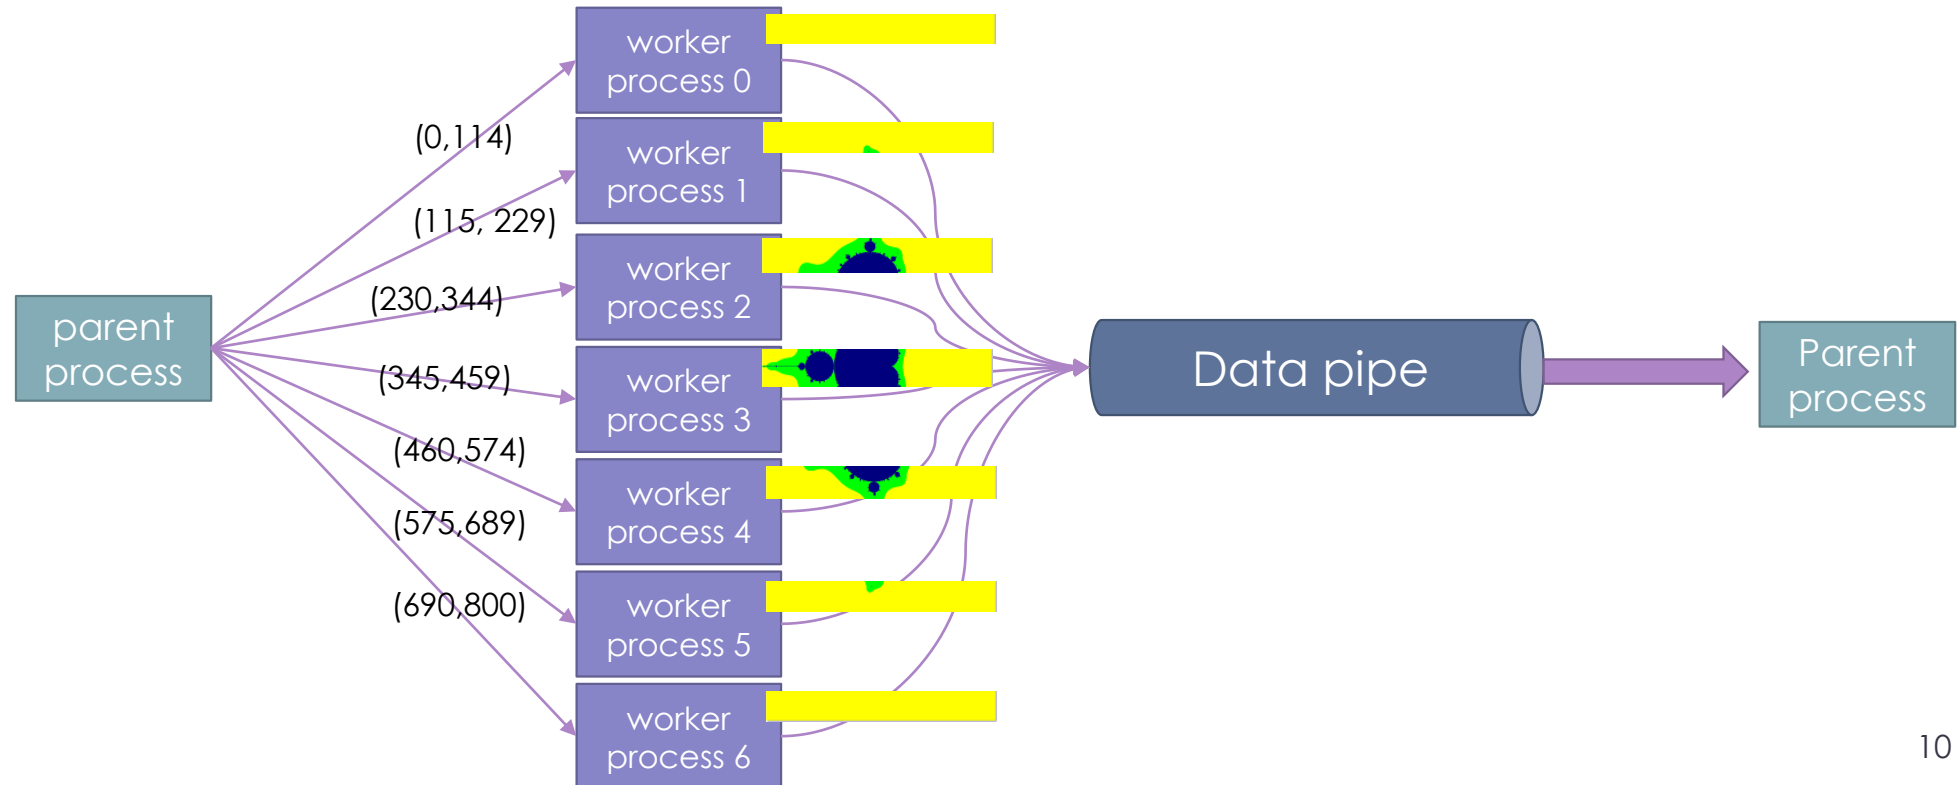 parent
process
(0,114)
(115, 229)
(230,344)
(345,459)
(460,574)
(575,689)
(690,800)
worker
process 0
worker
process 1
worker
process 2
worker
process 3
worker
process 4
worker
process 5
worker
process 6
Data pipe
Parent
process
10